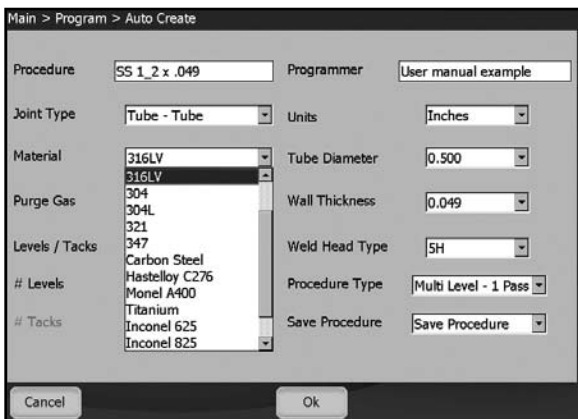 Main > Program > Auto Create
Procedure SS 1_2 x .049 Programmer User manual example
Joint Type Tube - Tube Units Inches
Material 316LV Tube Diameter 0.500
316LV
304
Purge Gas Wall Thickness 0.049
304L
321
347
Levels / Tacks Weld Head Type 5H
Carbon Steel
Hastelloy C276
# Levels Procedure Type Multi Level - 1 Pass
Monel A400
Titanium
# Tacks Save Procedure Save Procedure
Inconel 625
Inconel 825
Cancel Ok